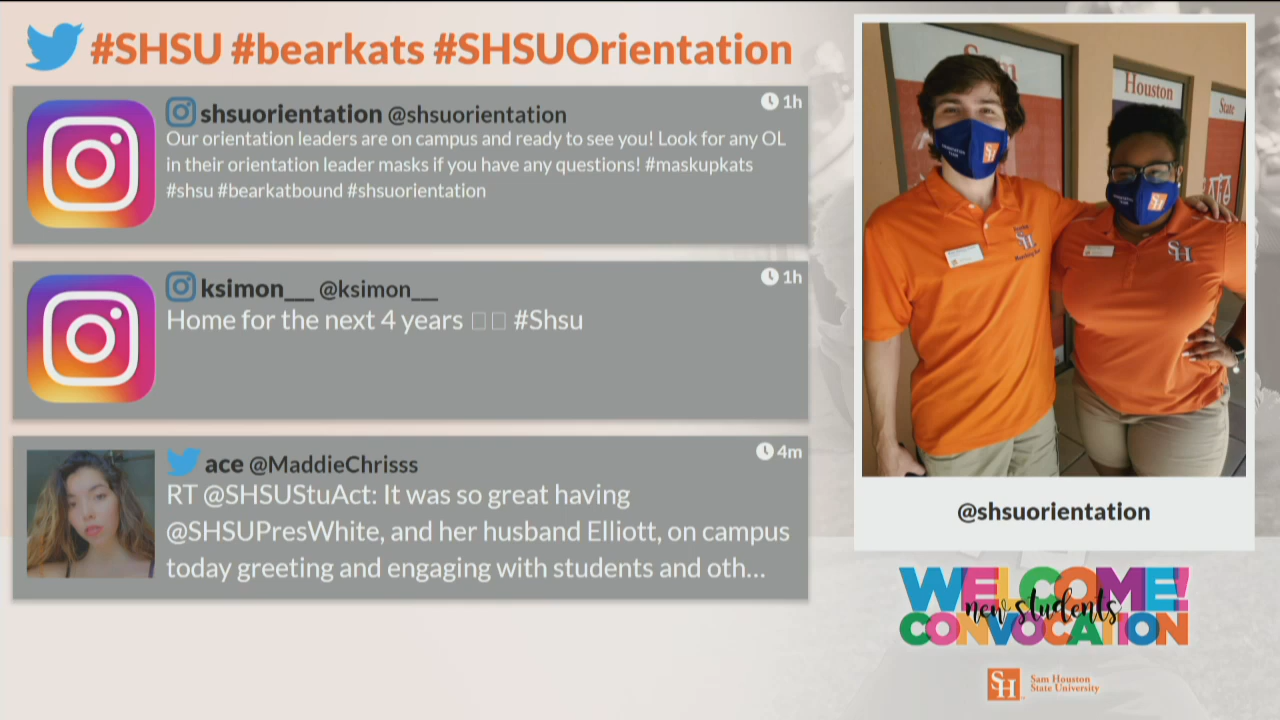 #SHSU #bearkats #SHSUOrientation
shsuorientation @shsuorientation
1h
Our orientation leaders are on campus and ready to see you! Look for any OL
in their orientation leader masks if you have any questions! #maskupkats
#shsu #bearkatbound #shsuorientation
ksimon___ @ksimon___
1h
Home for the next 4 years □□ #Shsu
ace @MaddieChrisss
4m
RT @SHSUStuAct: It was so great having
@SHSUPresWhite, and her husband Elliott, on campus
today greeting and engaging with students and oth...
Sam
Houston
State
SH
SH
@shsuorientation
WELCOME!
new students
CONVOCATION
SH
Sam Houston
State University